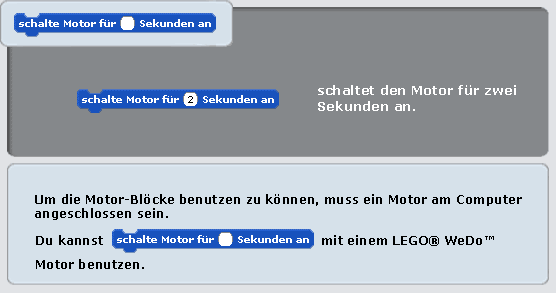 schalte Motor für Sekunden an
schalte Motor für 2 Sekunden an
schaltet den Motor für zwei
Sekunden an.
Um die Motor-Blöcke benutzen zu können, muss ein Motor am Computer
angeschlossen sein.
Du kannst schalte Motor für Sekunden an mit einem LEGO® WeDo™
Motor benutzen.